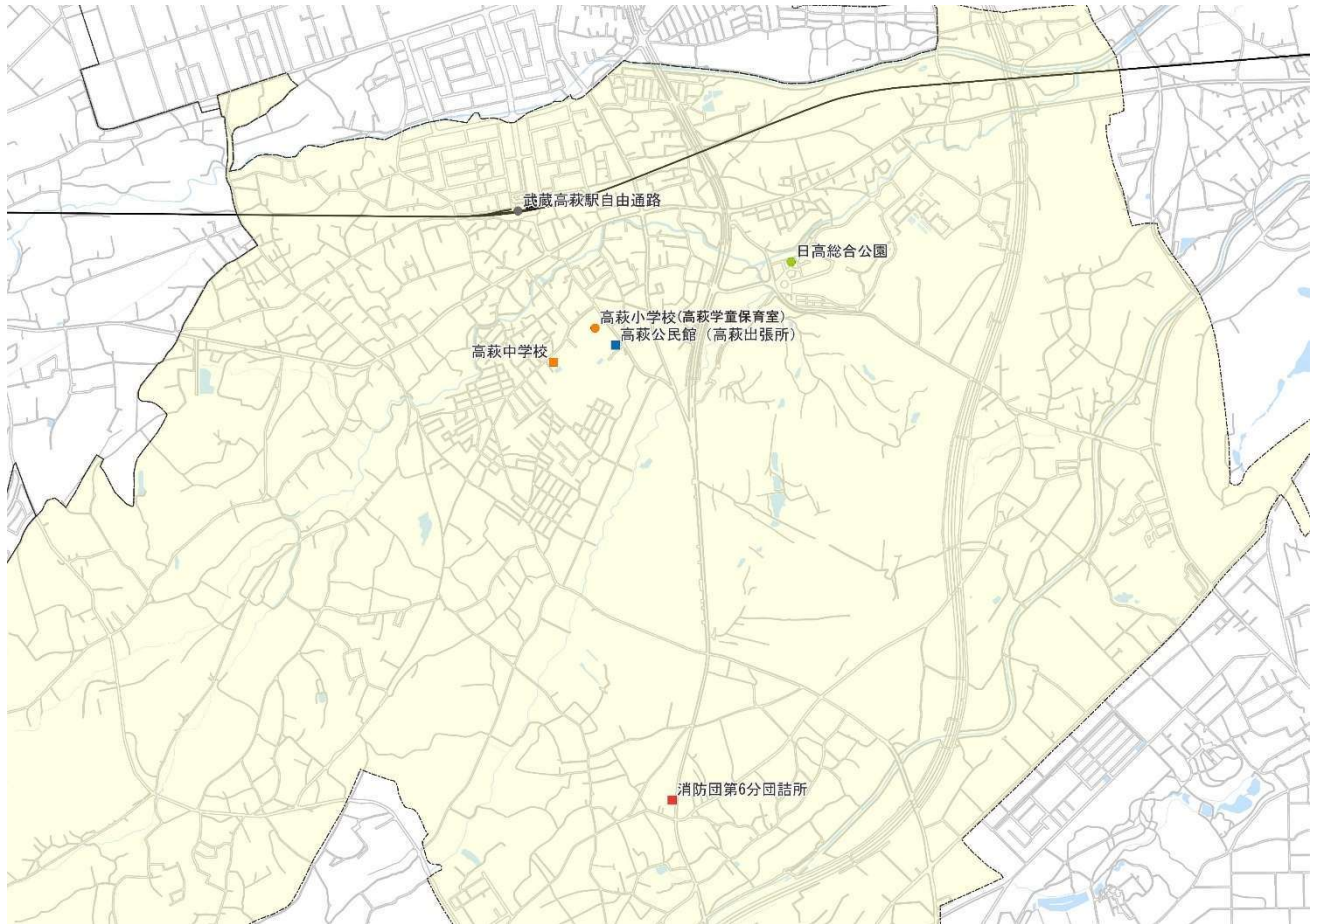 武蔵高萩駅自由通路
日高総合公園
高萩小学校(高萩学童保育室)
高萩公民館（高萩出張所）
高萩中学校
消防団第6分団詰所